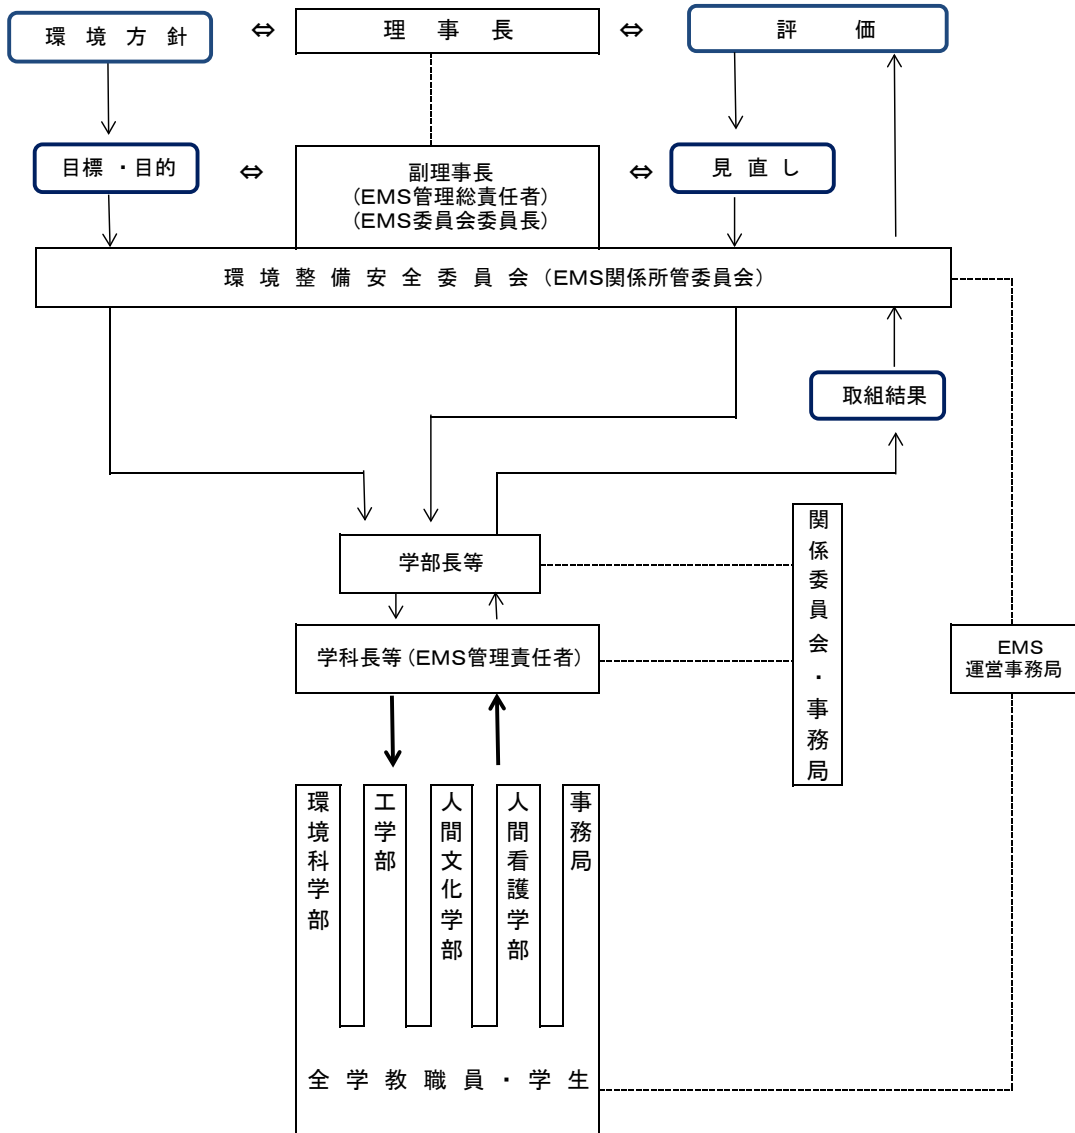 環境方針
⇔
理事長
⇔
評価
目標・目的
⇔
副理事長
(EMS管理総責任者)
(EMS委員会委員長)
⇔
見直し
環境整備安全委員会(EMS関係所管委員会)
取組結果
学部長等
学科長等(EMS管理責任者)
関係委員会・事務局
EMS
運営事務局
環境科学部
工学部
人間文化学部
人間看護学部
事務局
全学教職員・学生